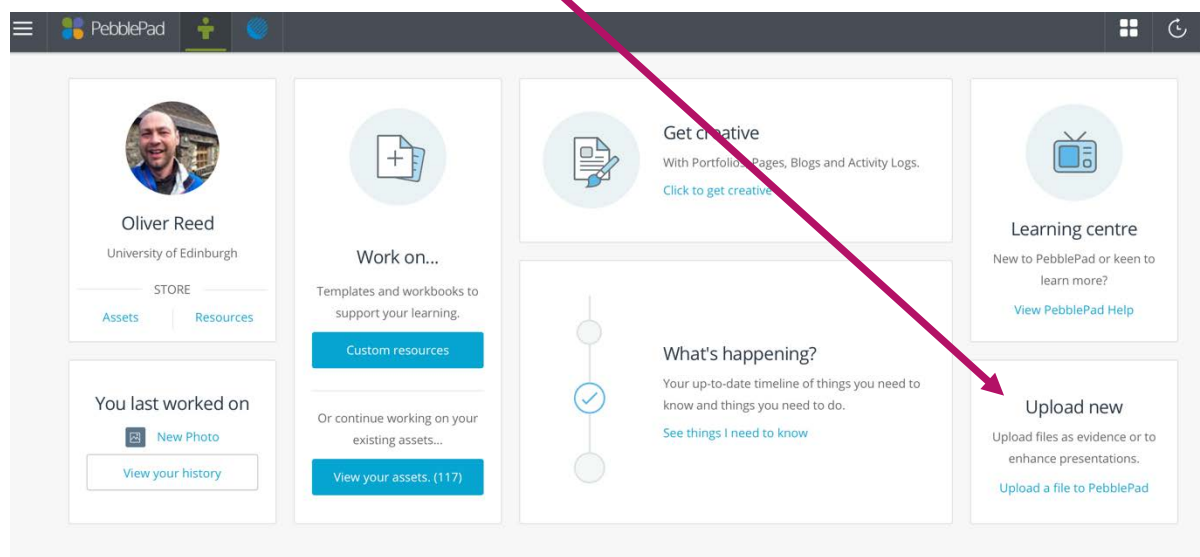 PebblePad
Oliver Reed
University of Edinburgh
STORE
Assets Resources
You last worked on
New Photo
View your history
Work on...
Templates and workbooks to
support your learning.
Custom resources
Or continue working on your
existing assets...
View your assets. (117)
Get creative
With Portfolios, Pages, Blogs and Activity Logs.
Click to get creative
What's happening?
Your up-to-date timeline of things you need to
know and things you need to do.
See things I need to know
Learning centre
New to PebblePad or keen to
learn more?
View PebblePad Help
Upload new
Upload files as evidence or to
enhance presentations.
Upload a file to PebblePad